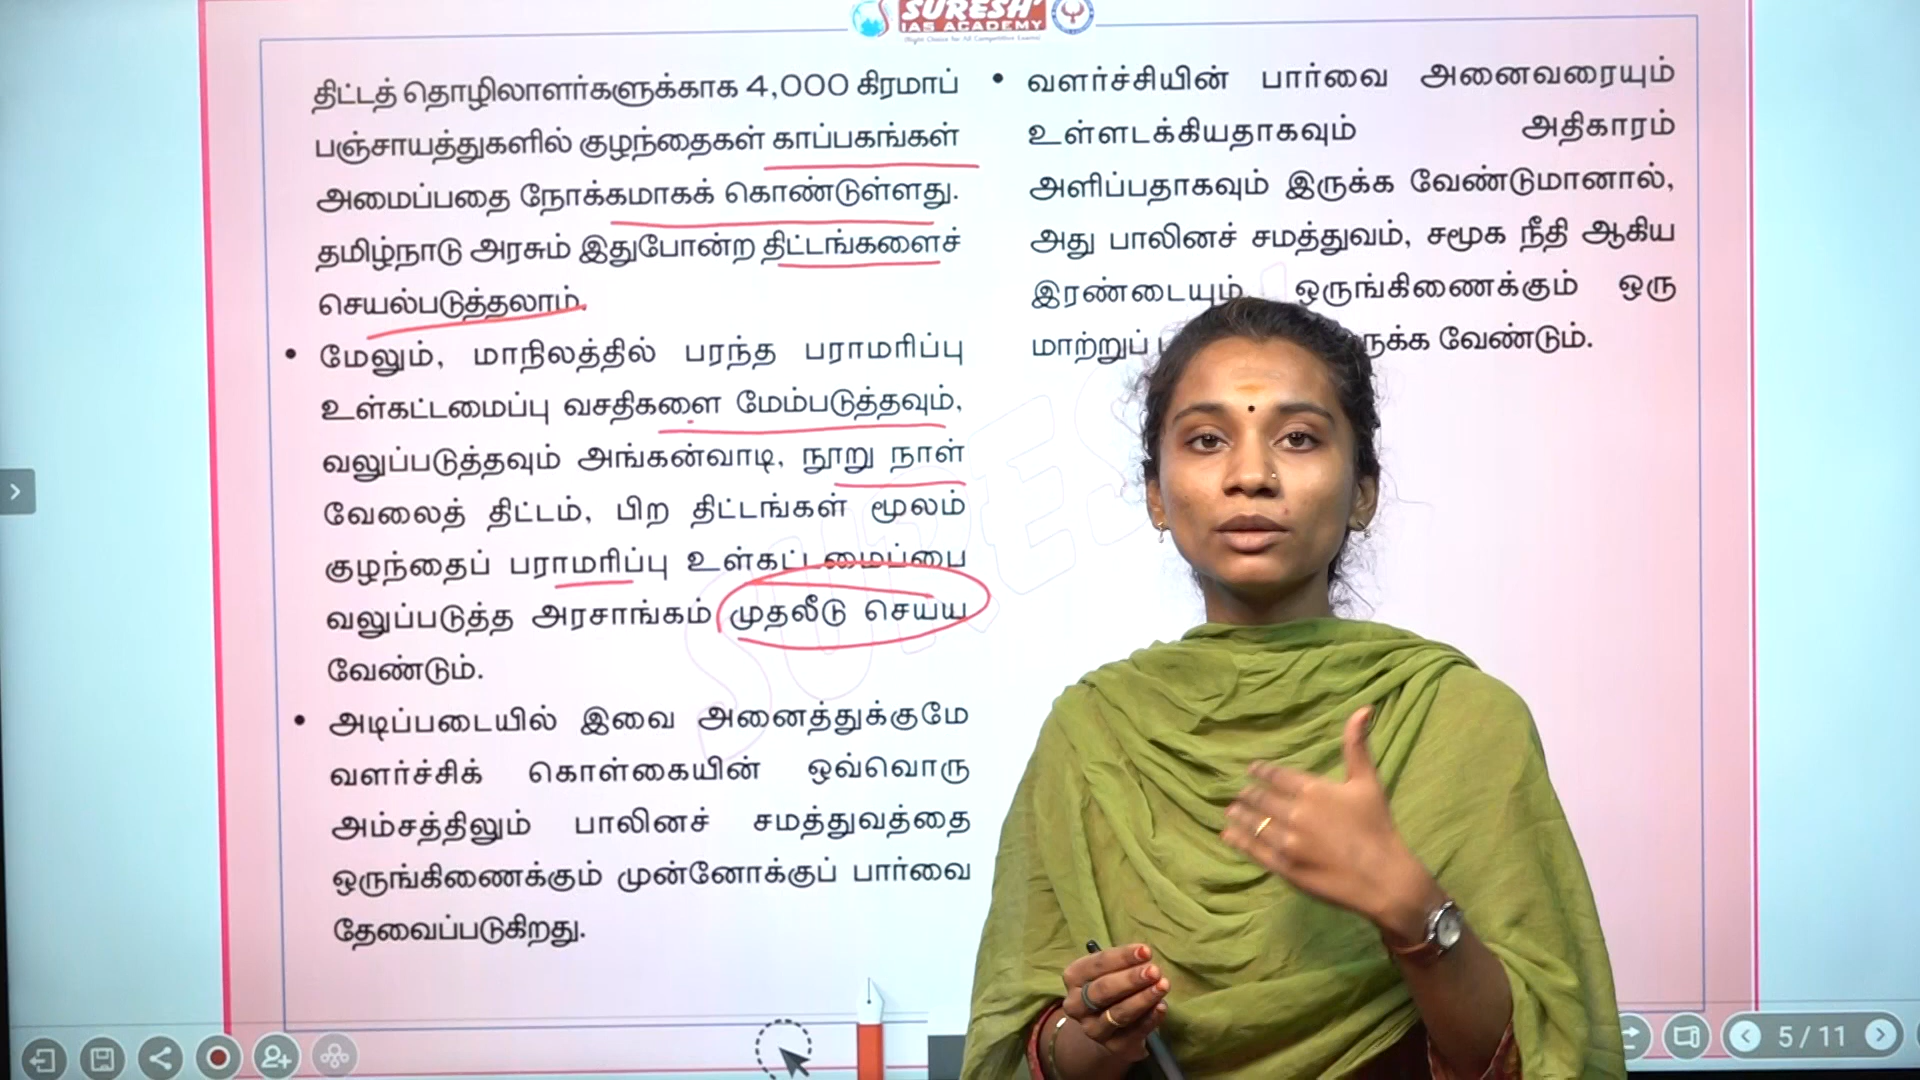 SURESH'
IAS ACADEMY
திட்டத் தொழிலாளர்களுக்காக 4,000 கிரமாப்
பஞ்சாயத்துகளில் குழந்தைகள் காப்பகங்கள்
அமைப்பதை நோக்கமாகக் கொண்டுள்ளது.
தமிழ்நாடு அரசும் இதுபோன்ற திட்டங்களைச்
செயல்படுத்தலாம்.
• மேலும், மாநிலத்தில் பரந்த பராமரிப்பு
உள்கட்டமைப்பு வசதிகளை மேம்படுத்தவும்,
வலுப்படுத்தவும் அங்கன்வாடி, நூறு நாள்
வேலைத் திட்டம், பிற திட்டங்கள் மூலம்
குழந்தைப் பராமரிப்பு உள்கட்டமைப்பை
வலுப்படுத்த அரசாங்கம் முதலீடு செய்ய
வேண்டும்.
• அடிப்படையில் இவை அனைத்துக்குமே
வளர்ச்சிக் கொள்கையின் ஒவ்வொரு
அம்சத்திலும் பாலினச் சமத்துவத்தை
ஒருங்கிணைக்கும் முன்னோக்குப் பார்வை
தேவைப்படுகிறது.
• வளர்ச்சியின் பார்வை அனைவரையும்
உள்ளடக்கியதாகவும் அதிகாரம்
அளிப்பதாகவும் இருக்க வேண்டுமானால்,
அது பாலினச் சமத்துவம், சமூக நீதி ஆகிய
இரண்டையும் ஒருங்கிணைக்கும் ஒரு
மாற்றுப் வேண்டும்.
5/11